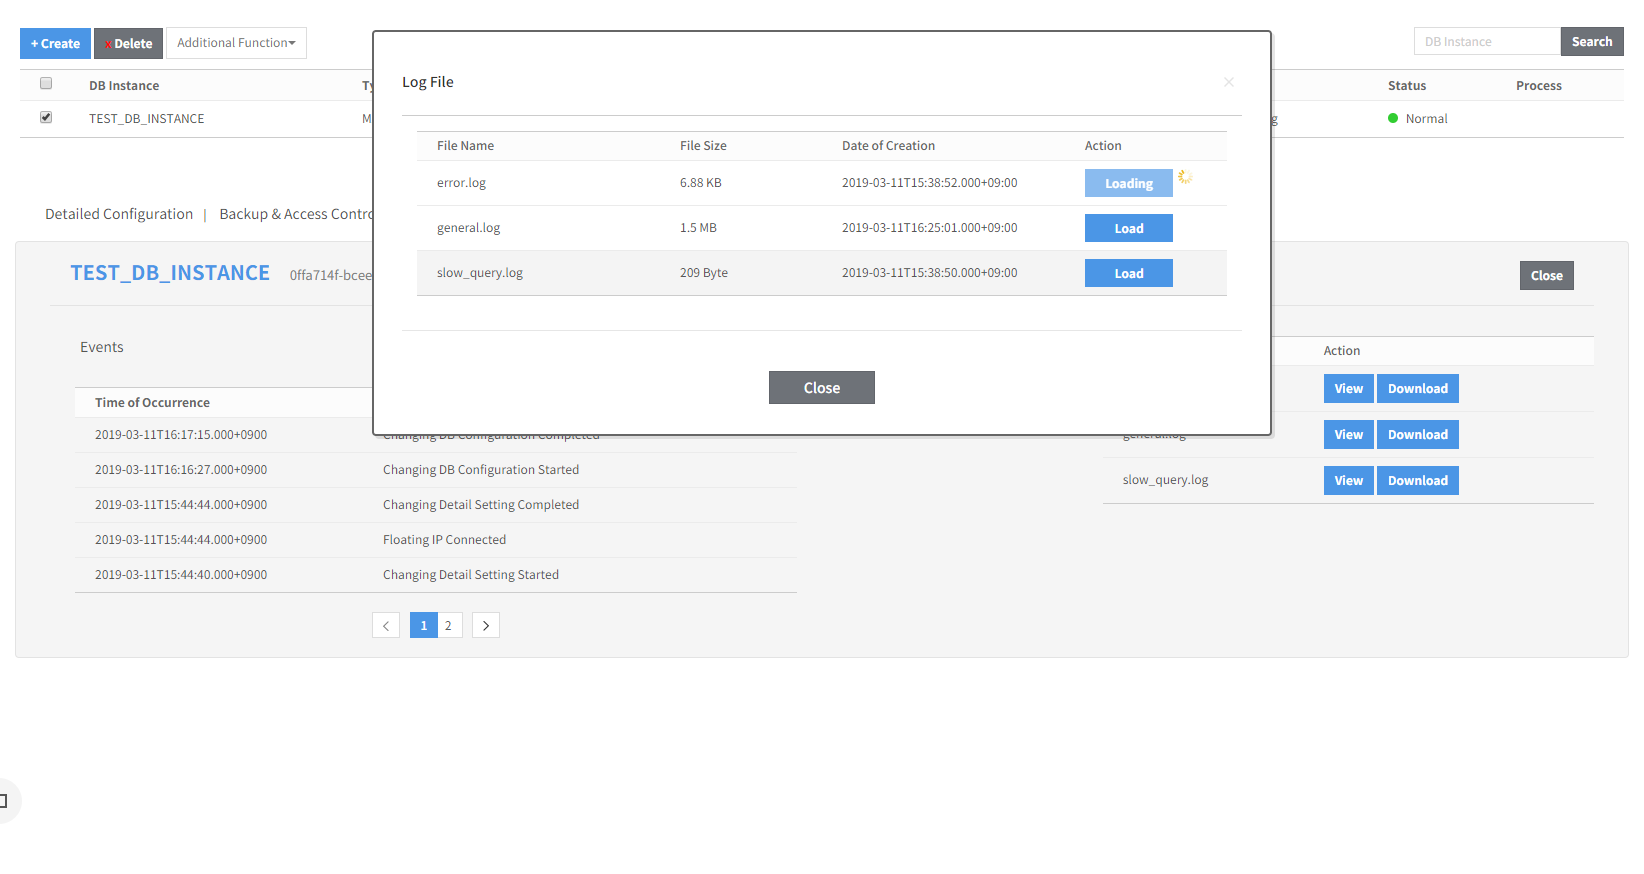 + Create
x Delete
Additional Function
DB Instance
Search
DB Instance
Status
Process
TEST_DB_INSTANCE
Normal
Log File
File Name
File Size
Date of Creation
Action
error.log
6.88 KB
2019-03-11T15:38:52.000+09:00
Loading
general.log
1.5 MB
2019-03-11T16:25:01.000+09:00
Load
slow_query.log
209 Byte
2019-03-11T15:38:50.000+09:00
Load
Close
Detailed Configuration | Backup & Access Contro
TEST_DB_INSTANCE
0ffa714f-bcee
Close
Events
Time of Occurrence
2019-03-11T16:17:15.000+0900
Changing DB Configuration Completed
2019-03-11T16:16:27.000+0900
Changing DB Configuration Started
2019-03-11T15:44:44.000+0900
Changing Detail Setting Completed
2019-03-11T15:44:44.000+0900
Floating IP Connected
2019-03-11T15:44:40.000+0900
Changing Detail Setting Started
1
2
Action
View
Download
general.log
View
Download
slow_query.log
View
Download